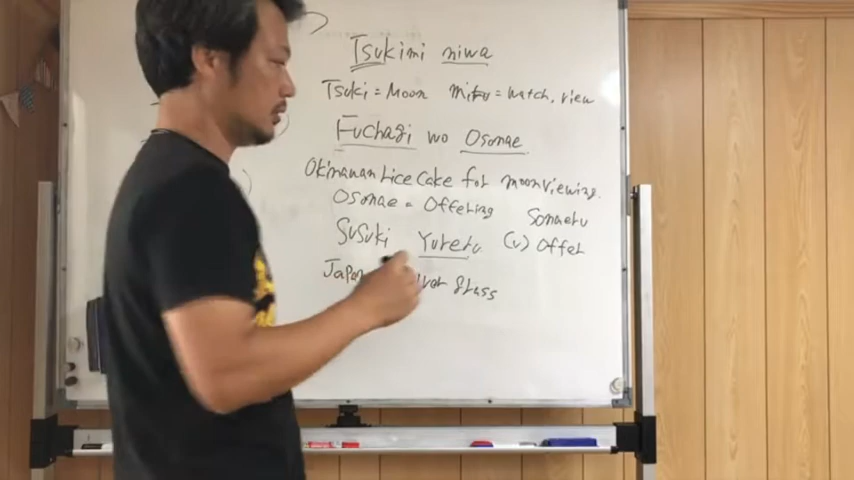 Tsukimi niwa
Tsuki = Moon miru = watch, view
Fuchagi wo Osonae
Okinawan rice cake for moonviewing.
Osonae = Offering
Sonaeru
Susuki Yureru (v) Offer
Japan grass